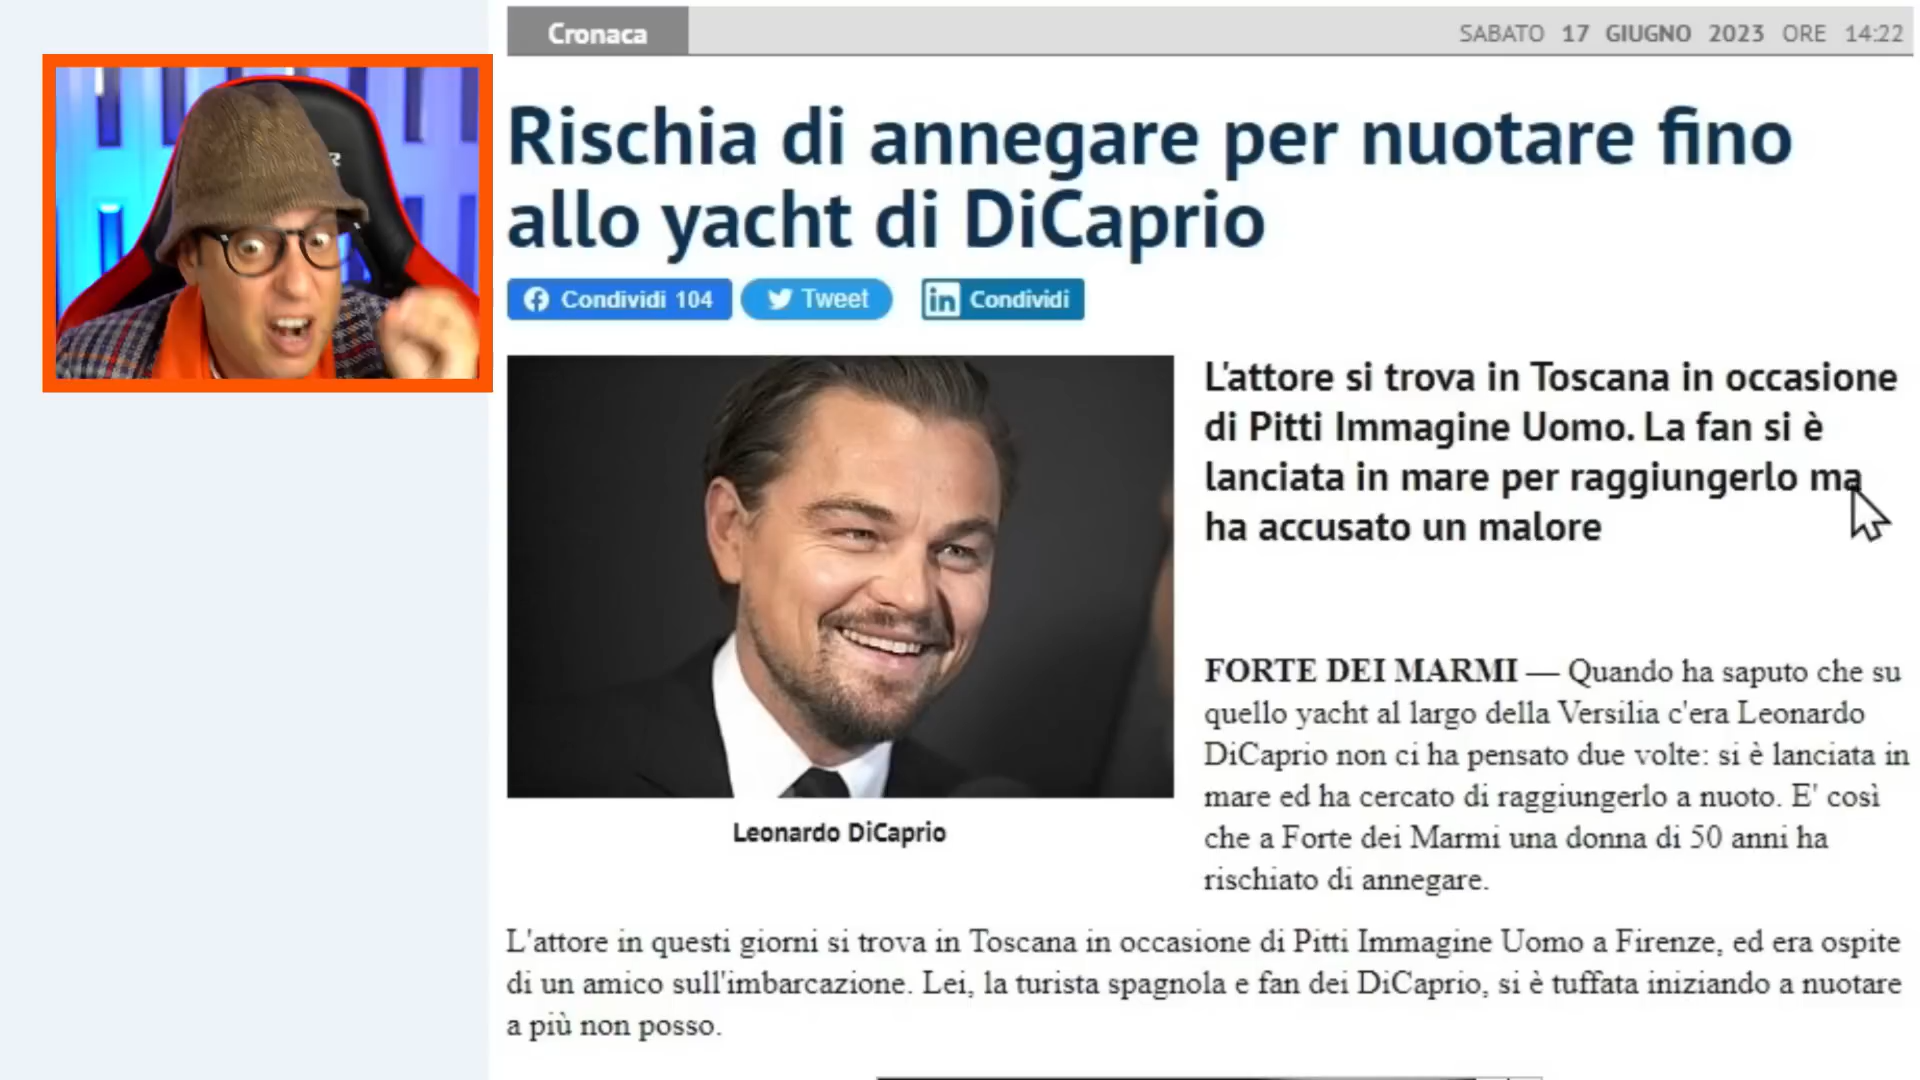 Cronaca
SABATO 17 GIUGNO 2023 ORE 14:22
Rischia di annegare per nuotare fino
allo yacht di DiCaprio
Condividi 104
Tweet
in Condividi
L'attore si trova in Toscana in occasione
di Pitti Immagine Uomo. La fan si è
lanciata in mare per raggiungerlo ma
ha accusato un malore
Leonardo DiCaprio
FORTE DEI MARMI — Quando ha saputo che su
quello yacht al largo della Versilia c'era Leonardo
DiCaprio non ci ha pensato due volte: si è lanciata in
mare ed ha cercato di raggiungerlo a nuoto. E' così
che a Forte dei Marmi una donna di 50 anni ha
rischiato di annegare.
L'attore in questi giorni si trova in Toscana in occasione di Pitti Immagine Uomo a Firenze, ed era ospite
di un amico sull'imbarcazione. Lei, la turista spagnola e fan dei DiCaprio, si è tuffata iniziando a nuotare
a più non posso.